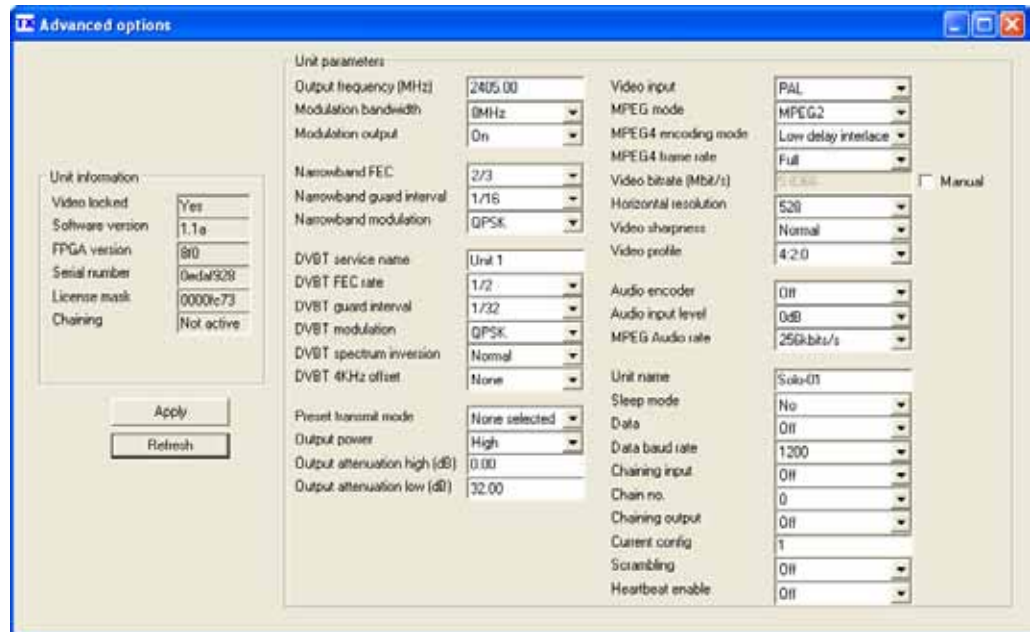 TX Advanced options
Unit information
Video locked Yes
Software version 1.1a
FPGA version 8f0
Serial number 0edaf928
License mask 0000fc73
Chaining Not active
Apply
Refresh
Unit parameters
Output frequency (MHz) 2405.00
Modulation bandwidth 8MHz
Modulation output On
Narrowband FEC 2/3
Narrowband guard interval 1/16
Narrowband modulation QPSK
DVBT service name Unit 1
DVBT FEC rate 1/2
DVBT guard interval 1/32
DVBT modulation QPSK
DVBT spectrum inversion Normal
DVBT 4KHz offset None
Preset transmit mode None selected
Output power High
Output attenuation high (dB) 0.00
Output attenuation low (dB) 32.00
Video input PAL
MPEG mode MPEG2
MPEG4 encoding mode Low delay interlace
MPEG4 frame rate Full
Video bitrate (Mbit/s) Manual
Horizontal resolution 528
Video sharpness Normal
Video profile 4:2:0
Audio encoder Off
Audio input level 0dB
MPEG Audio rate 256kbits/s
Unit name Solo-01
Sleep mode No
Data Off
Data baud rate 1200
Chaining input Off
Chain no. 0
Chaining output Off
Current config 1
Scrambling Off
Heartbeat enable Off